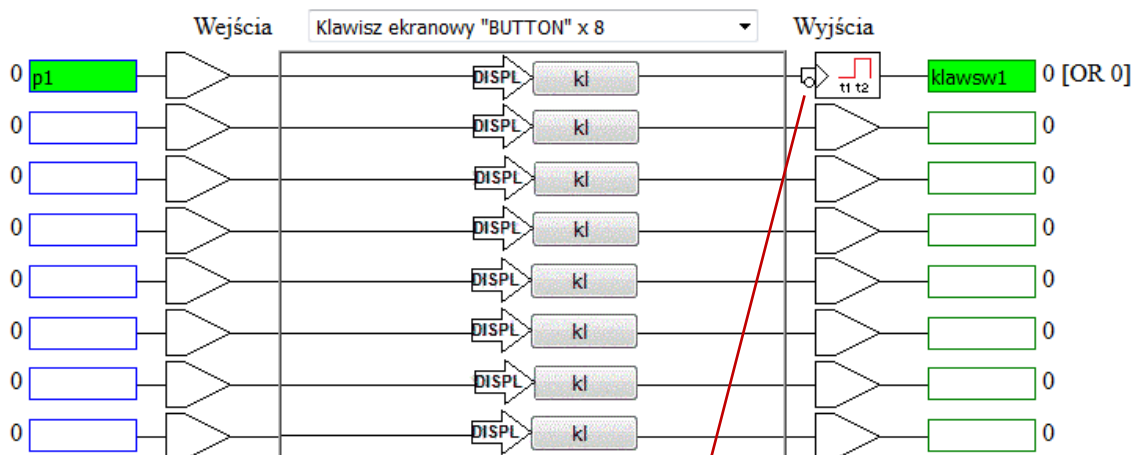 Wejścia Klawisz ekranowy "BUTTON" x 8 Wyjścia
0 p1 DISPL kl t1 t2 klawsw1 0 [OR 0]
0 DISPL kl 0
0 DISPL kl 0
0 DISPL kl 0
0 DISPL kl 0
0 DISPL kl 0
0 DISPL kl 0
0 DISPL kl 0